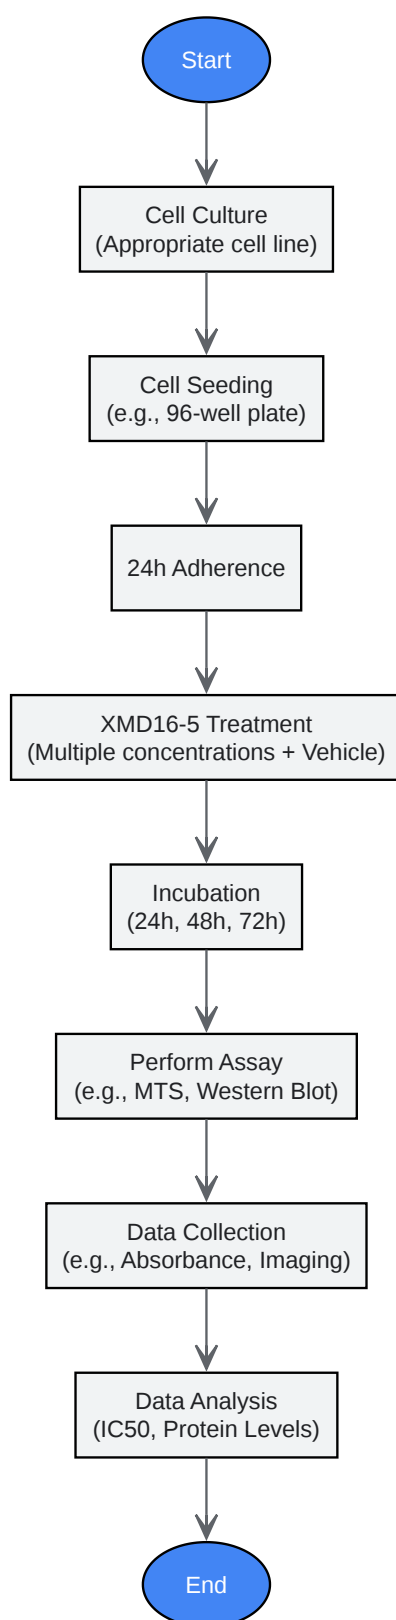 Start
Cell Culture
(Appropriate cell line)
Cell Seeding
(e.g., 96-well plate)
24h Adherence
XMD16-5 Treatment
(Multiple concentrations + Vehicle)
Incubation
(24h, 48h, 72h)
Perform Assay
(e.g., MTS, Western Blot)
Data Collection
(e.g., Absorbance, Imaging)
Data Analysis
(IC50, Protein Levels)
End